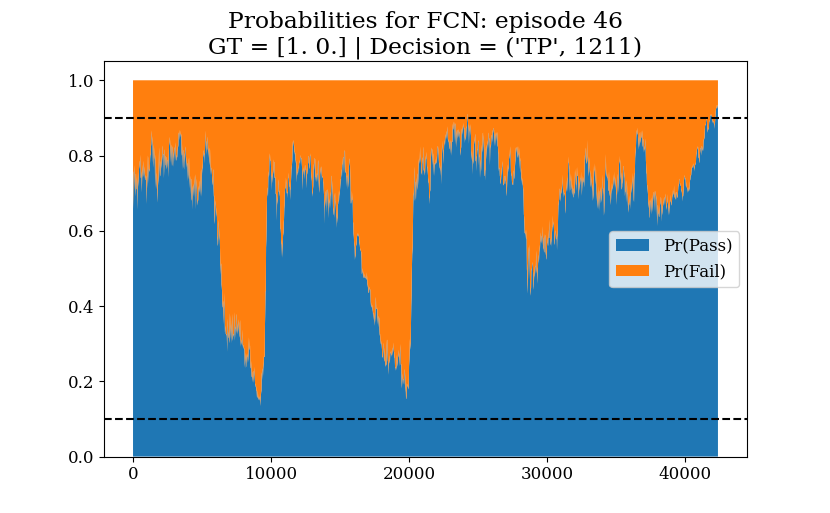 Probabilities for FCN: episode 46
GT = [1. 0.] | Decision = ('TP', 1211)
1.0
0.8
0.6
0.4
0.2
0.0
Pr(Pass)
Pr(Fail)
0 10000 20000 30000 40000